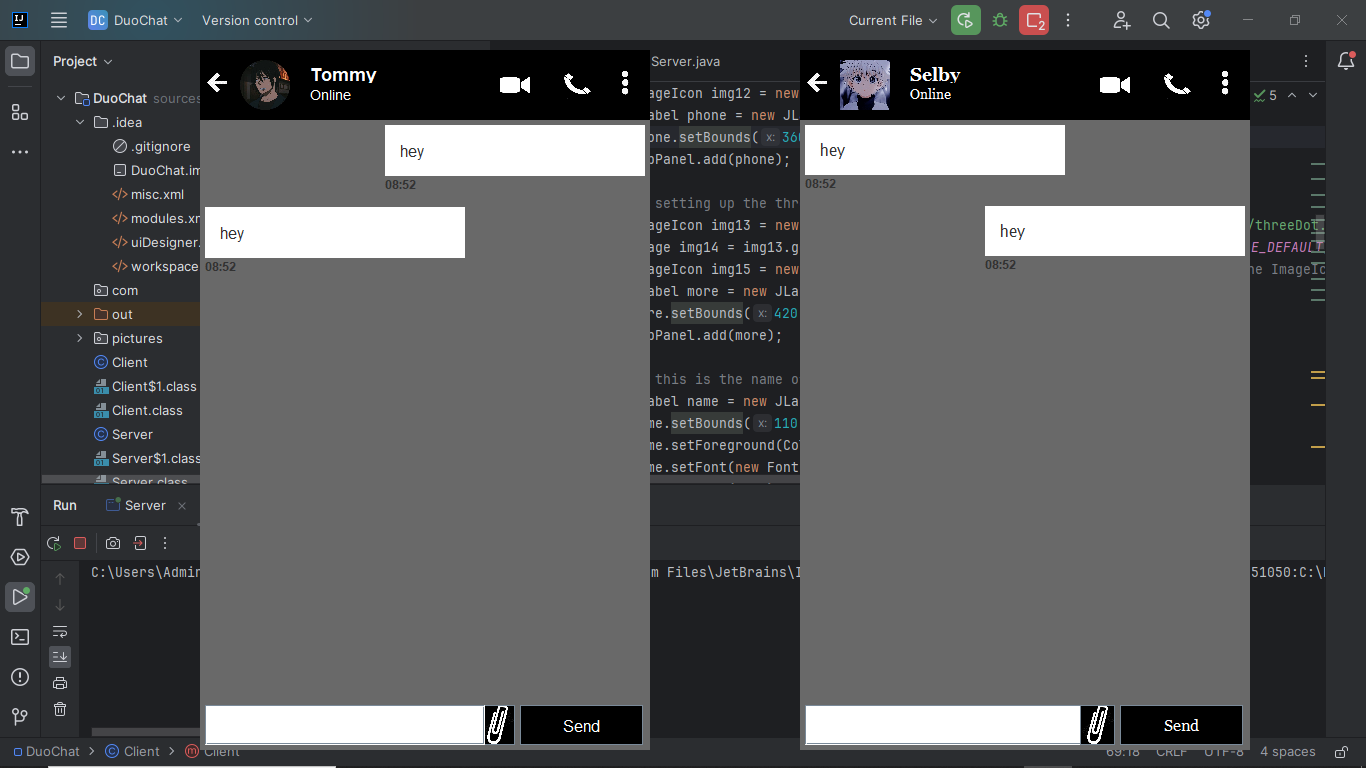 DC DuoChat Version control Current File 2
Project Server.java
Tommy
Online
Selby
Online
DuoChat sources
.idea
.gitignore
DuoChat.im
misc.xml
modules.xm
uiDesigner.
workspace
com
out
pictures
Client
Client$1.class
Client.class
Server
Server$1.class
Server.class
hey
08:52
hey
08:52
ageIcon img12 = new
abel phone = new JL
one.setBounds( x: 360
pPanel.add(phone);
setting up the thr
ageIcon img13 = new
age img14 = img13.g
ageIcon img15 = new
abel more = new JLa
re.setBounds( x: 420
pPanel.add(more);
this is the name o
abel name = new JLa
me.setBounds( x: 110
me.setForeground(Co
me.setFont(new Font
hey
08:52
hey
08:52
5
/threeDot.
E_DEFAULT
he ImageIc
Run Server
C:\Users\Admin
m Files\JetBrains\I
51050:C:\
Send
Send
DuoChat Client Client
69:18 CRLF UTF-8 4 spaces